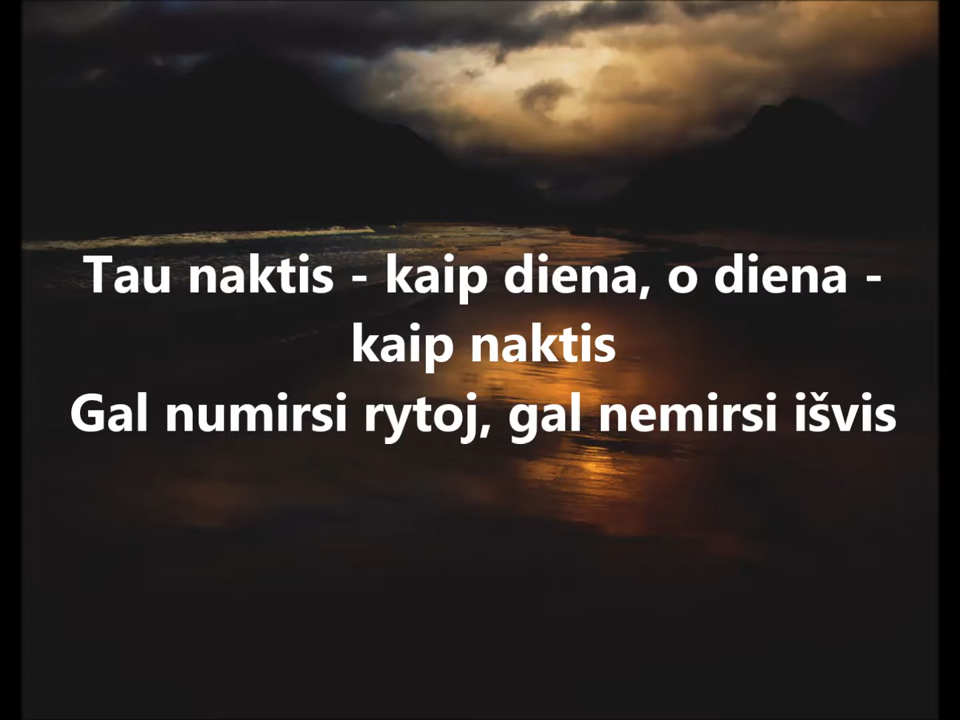 Tau naktis - kaip diena, o diena -
kaip naktis
Gal numirsi rytoj, gal nemirsi išvis